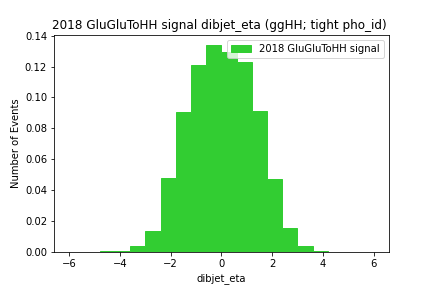 2018 GluGluToHH signal dibjet_eta (ggHH; tight pho_id)
2018 GluGluToHH signal
Number of Events
0.14
0.12
0.10
0.08
0.06
0.04
0.02
0.00
−6 −4 −2 0 2 4 6
dibjet_eta